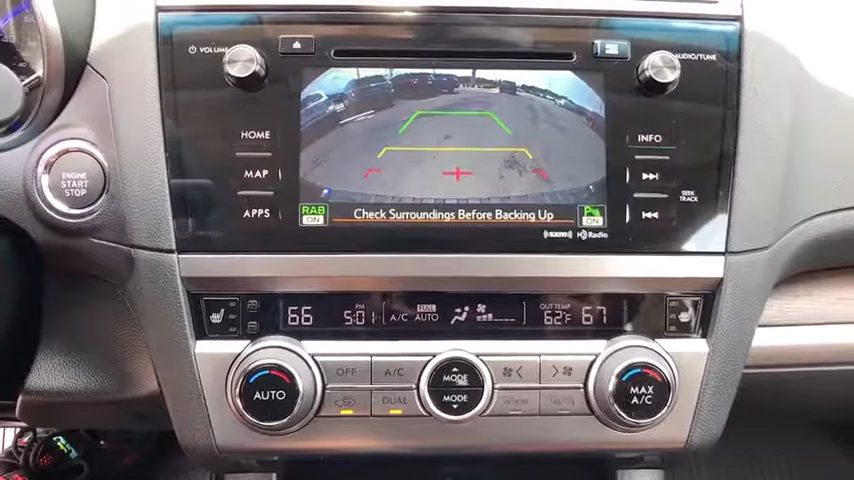 VOLUME
AUDIO/TUNE
HOME
MAP
APPS
INFO
SEEK
TRACK
ENGINE
START
STOP
RAB
ON
Check Surroundings Before Backing Up
ON
SXM
HD Radio
66
PM
5:01
A/C
FULL
AUTO
OUT TEMP
62°F
67
AUTO
OFF
A/C
MODE
MODE
DUAL
MAX
A/C